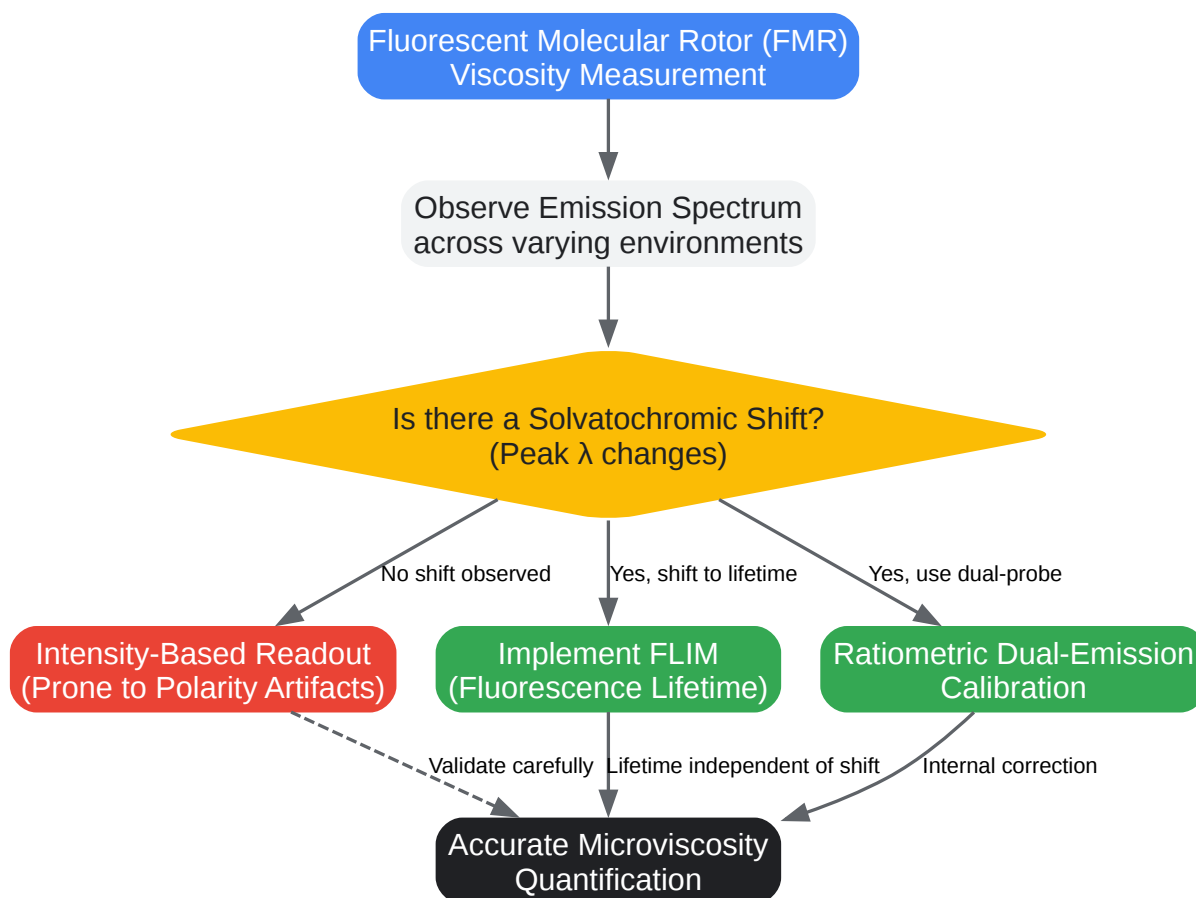 Fluorescent Molecular Rotor (FMR)
Viscosity Measurement
Observe Emission Spectrum
across varying environments
Is there a Solvatochromic Shift?
(Peak λ changes)
No shift observed
Yes, shift to lifetime
Yes, use dual-probe
Intensity-Based Readout
(Prone to Polarity Artifacts)
Implement FLIM
(Fluorescence Lifetime)
Ratiometric Dual-Emission
Calibration
Validate carefully
Lifetime independent of shift
Internal correction
Accurate Microviscosity
Quantification